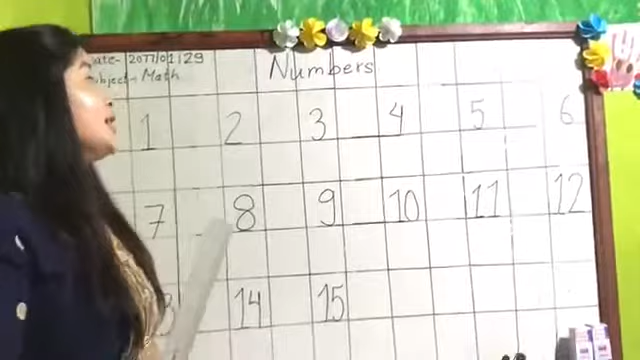 Date- 2077/01/29
Subject:- Math
Numbers
1 2 3 4 5 6
7 8 9 10 11 12
14 15